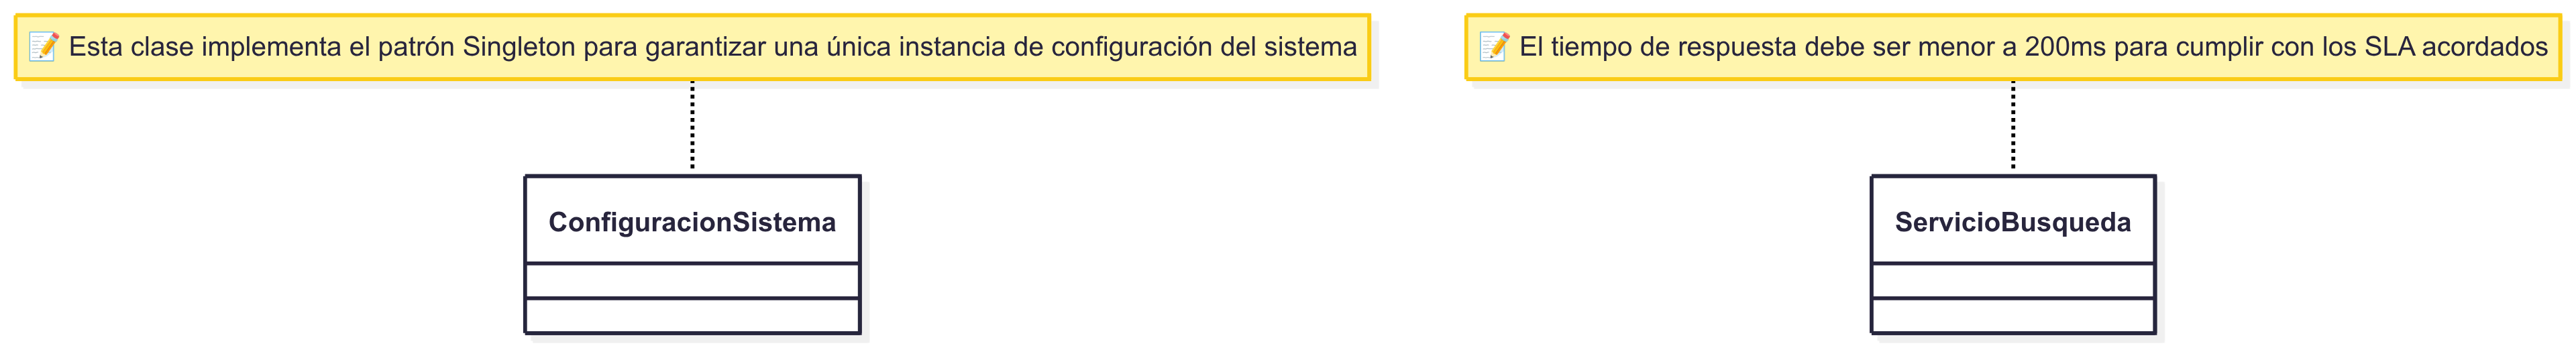 📝 Esta clase implementa el patrón Singleton para garantizar una única instancia de configuración del sistema
📝 El tiempo de respuesta debe ser menor a 200ms para cumplir con los SLA acordados
ConfiguracionSistema
ServicioBusqueda